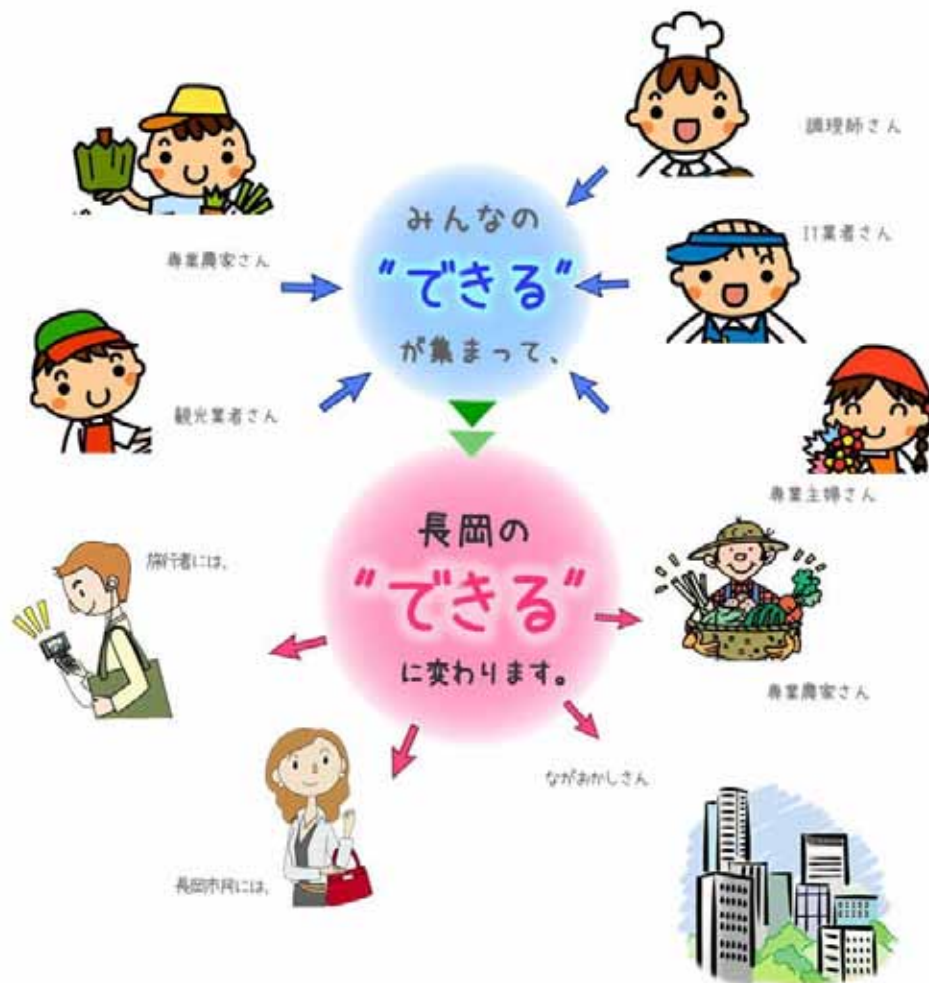 調理師さん
みんなの
"できる"
が集まって、
IT業者さん
専業農家さん
観光業者さん
専業主婦さん
長岡の
"できる"
に変わります。
旅行者には、
専業農家さん
ながおかしさん
長岡市民には、